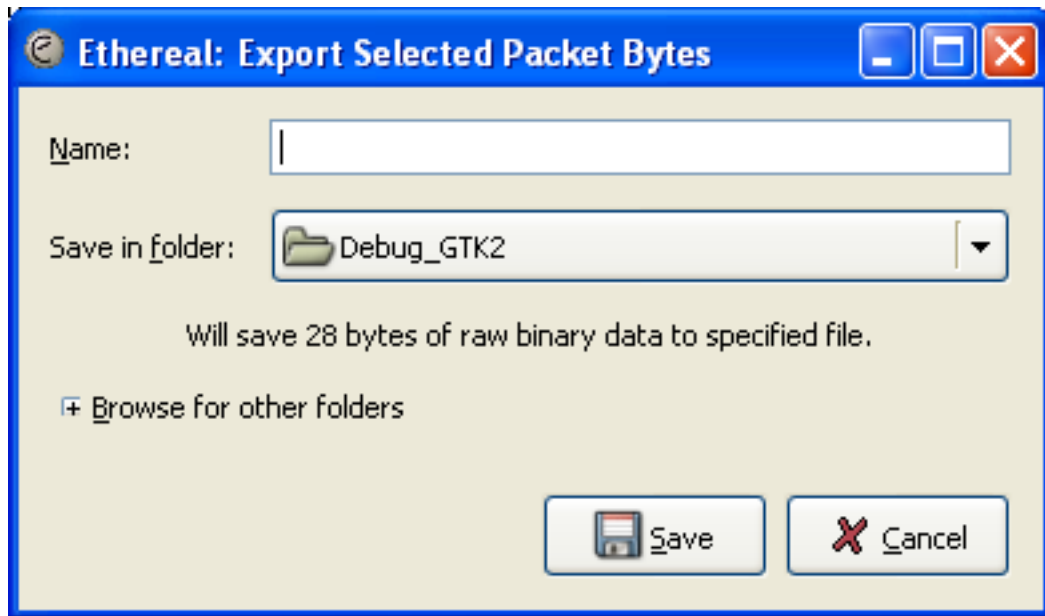 Ethereal: Export Selected Packet Bytes
Name:
Save in folder: Debug_GTK2
Will save 28 bytes of raw binary data to specified file.
Browse for other folders
Save Cancel